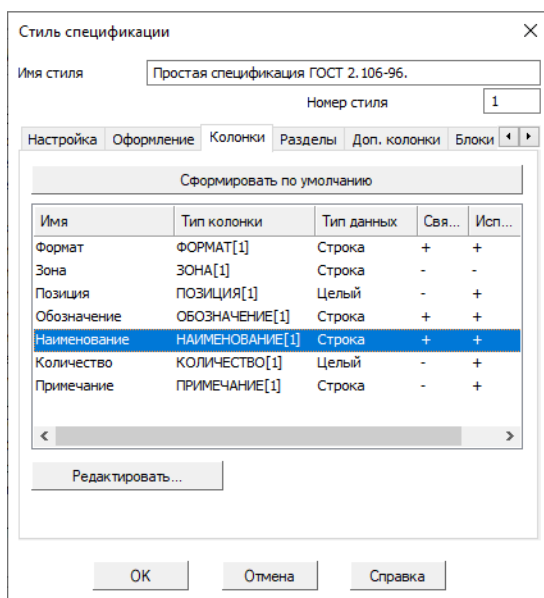 Стиль спецификации
Имя стиля Простая спецификация ГОСТ 2.106-96.
Номер стиля 1
Настройка Оформление Колонки Разделы Доп. колонки Блоки
Сформировать по умолчанию
Имя Тип колонки Тип данных Свя... Исп...
Формат ФОРМАТ[1] Строка + +
Зона ЗОНА[1] Строка - -
Позиция ПОЗИЦИЯ[1] Целый - +
Обозначение ОБОЗНАЧЕНИЕ[1] Строка + +
Наименование НАИМЕНОВАНИЕ[1] Строка + +
Количество КОЛИЧЕСТВО[1] Целый - +
Примечание ПРИМЕЧАНИЕ[1] Строка - +
Редактировать...
OK Отмена Справка